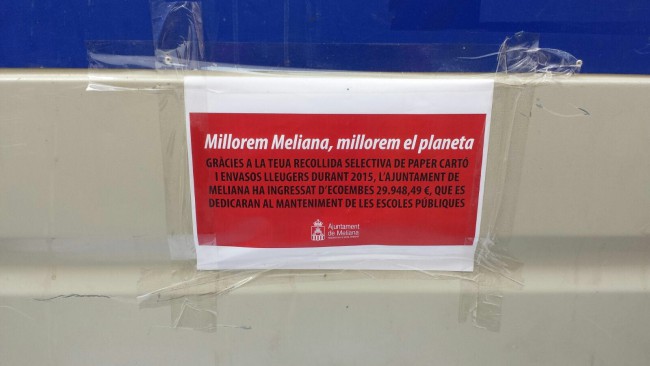 Millorem Meliana, millorem el planeta
GRÀCIES A LA TEUA RECOLLIDA SELECTIVA DE PAPER CARTÓ
I ENVASOS LLEUGERS DURANT 2015, L'AJUNTAMENT DE
MELIANA HA INGRESSAT D'ECOEMBES 29.948,49 €, QUE ES
DEDICARAN AL MANTENIMENT DE LES ESCOLES PÚBLIQUES
Ajuntament
de Meliana